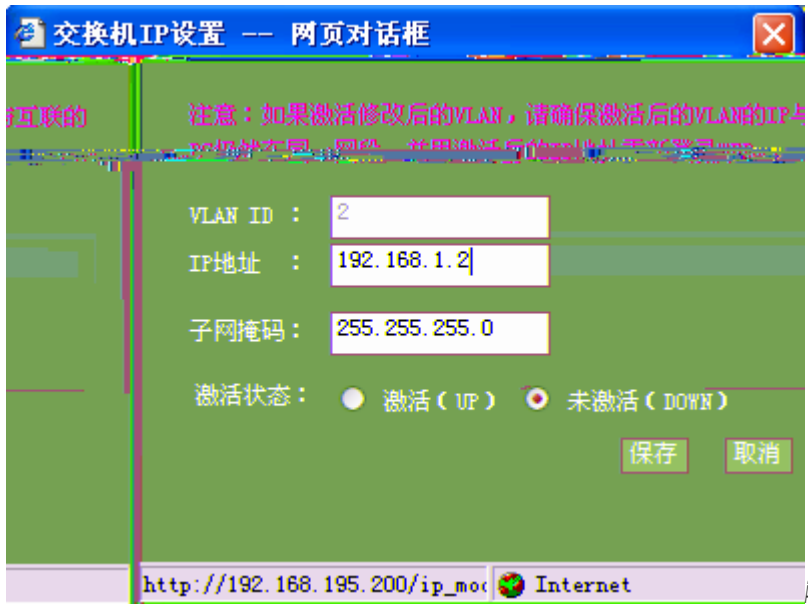 交换机IP设置 -- 网页对话框
互联的
注意：如果激活修改后的VLAN，请确保激活后的VLAN的IP与
VLAN ID ：
2
IP地址 ：
192.168.1.2
子网掩码：
255.255.255.0
激活状态：
激活（UP）
未激活（DOWN）
保存
取消
http://192.168.195.200/ip_mo
Internet